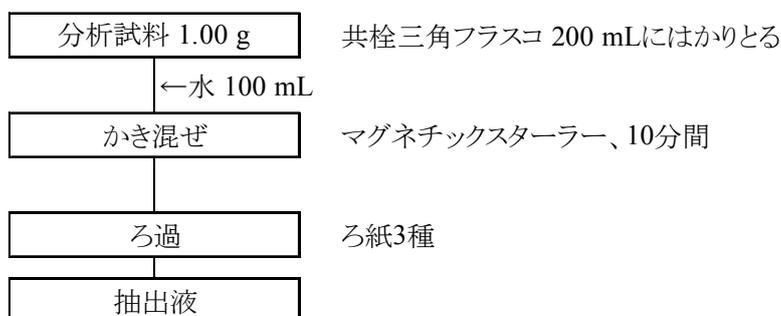 分析試料 1.00 g 共栓三角フラスコ 200 mLにはかりとる
←水 100 mL
かき混ぜ マグネチックスターラー、10分間
ろ過 ろ紙3種
抽出液